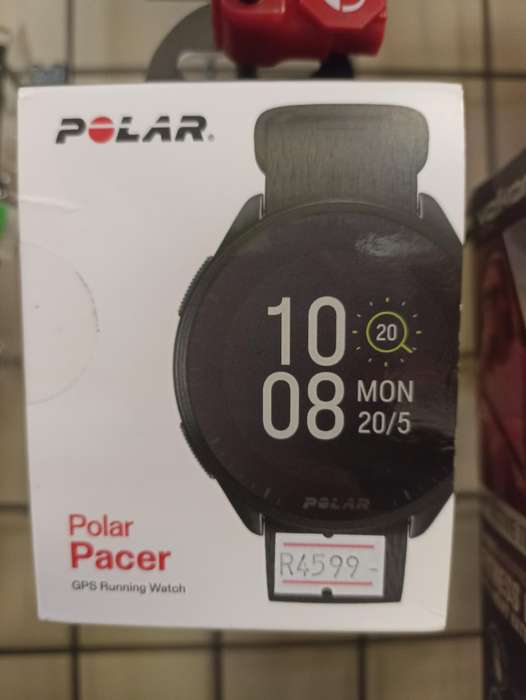 POLAR
10
20
08
MON
20/5
POLAR
R4599-
Polar
Pacer
GPS Running Watch